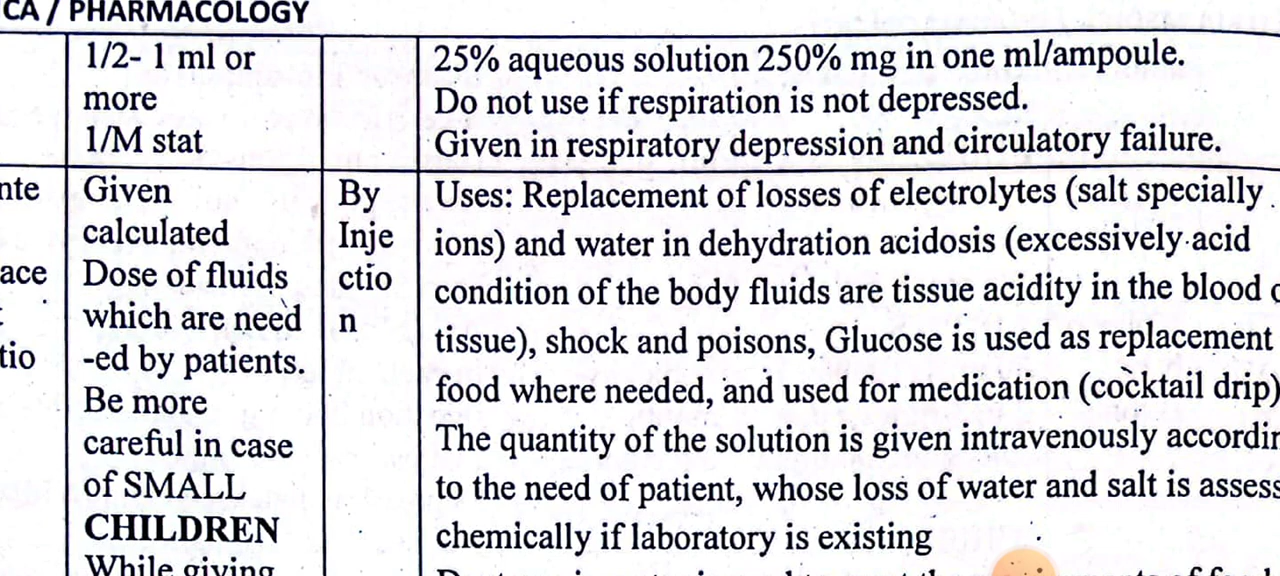 CA / PHARMACOLOGY
1/2- 1 ml or
more
1/M stat
25% aqueous solution 250% mg in one ml/ampoule.
Do not use if respiration is not depressed.
Given in respiratory depression and circulatory failure.
nte
ace
tio
Given
calculated
Dose of fluids
which are need
-ed by patients.
Be more
careful in case
of SMALL
CHILDREN
While giving
By
Inje
ctio
n
Uses: Replacement of losses of electrolytes (salt specially
ions) and water in dehydration acidosis (excessively acid
condition of the body fluids are tissue acidity in the blood
tissue), shock and poisons, Glucose is used as replacement
food where needed, and used for medication (cocktail drip)
The quantity of the solution is given intravenously accordin
to the need of patient, whose loss of water and salt is assess
chemically if laboratory is existing